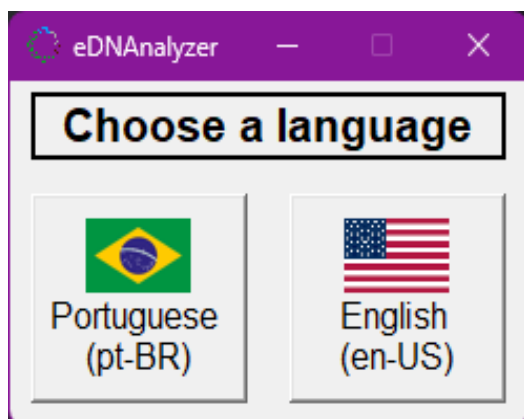 eDNAnalyzer
Choose a language
Portuguese
(pt-BR)
English
(en-US)